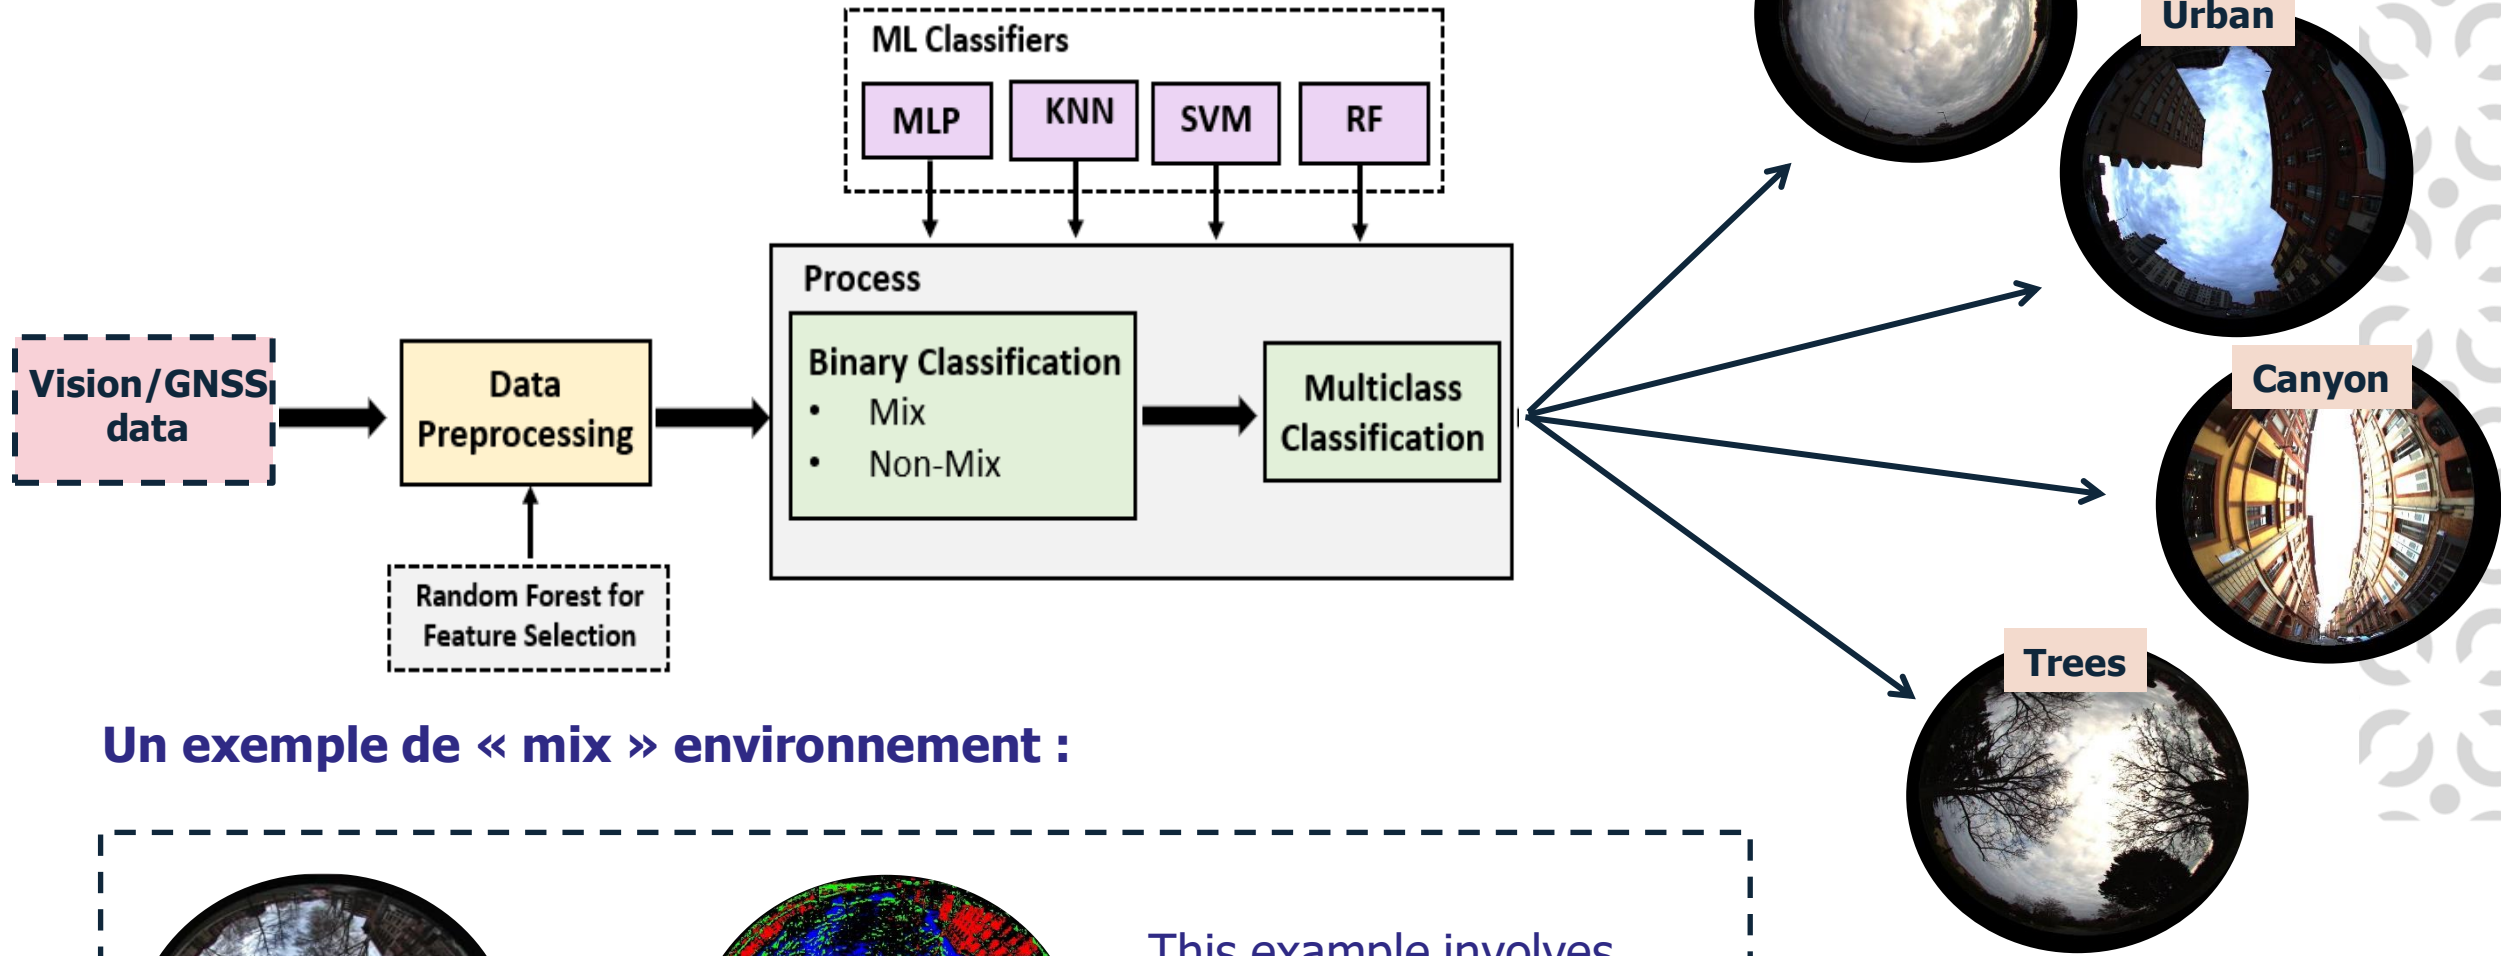 ML Classifiers
MLP
KNN
SVM
RF
Urban
Process
Binary Classification
• Mix
• Non-Mix
Multiclass
Classification
Vision/GNSS
data
Data
Preprocessing
Random Forest for
Feature Selection
Canyon
Trees
Un exemple de « mix » environnement :
This example involves